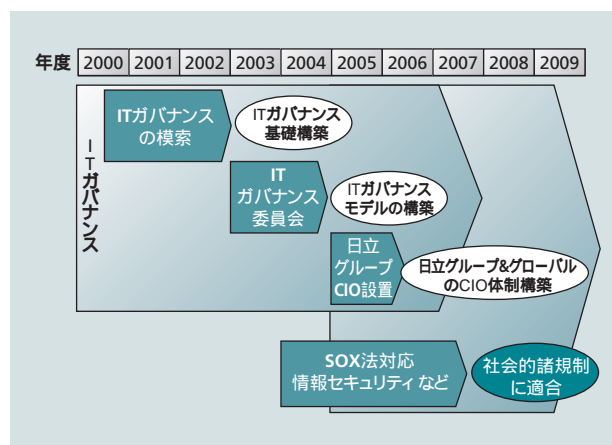 年度 2000 2001 2002 2003 2004 2005 2006 2007 2008 2009
ITガバナンス
ITガバナンス
の模索
ITガバナンス
基礎構築
IT
ガバナンス
委員会
ITガバナンス
モデルの構築
日立
グループ
CIO設置
日立グループ&グローバル
のCIO体制構築
SOX法対応
情報セキュリティ など
社会的諸規制
に適合